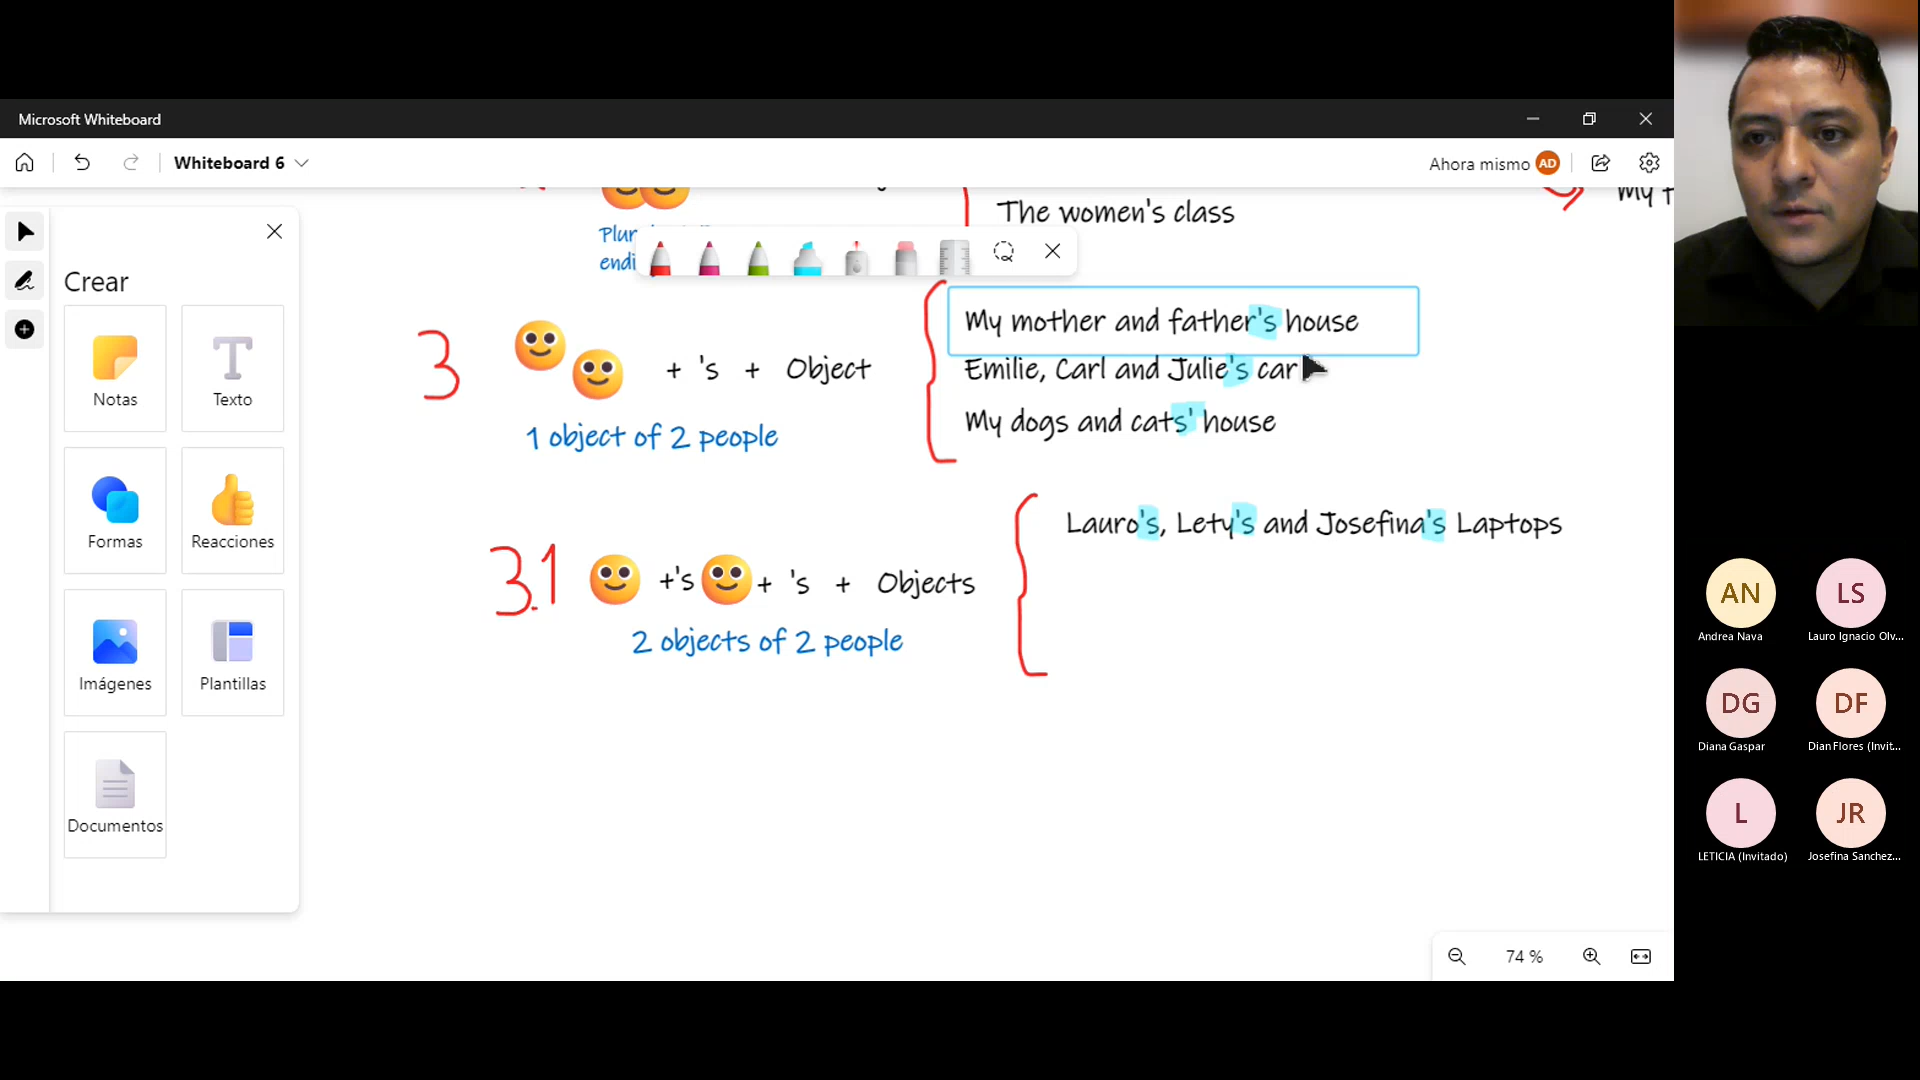 Microsoft Whiteboard
Whiteboard 6
Ahora mismo AD
The women's class
My
Crear
Notas
Texto
Formas
Reacciones
Imágenes
Plantillas
Documentos
3
+ 's + Object
1 object of 2 people
My mother and father's house
Emilie, Carl and Julie's car
My dogs and cats' house
3.1
+'s + 's + Objects
2 objects of 2 people
Lauro's, Lety's and Josefina's Laptops
74 %
AN
Andrea Nava
LS
Lauro Ignacio Olv...
DG
Diana Gaspar
DF
Dian Flores (Invit...
L
LETICIA (Invitado)
JR
Josefina Sanchez...